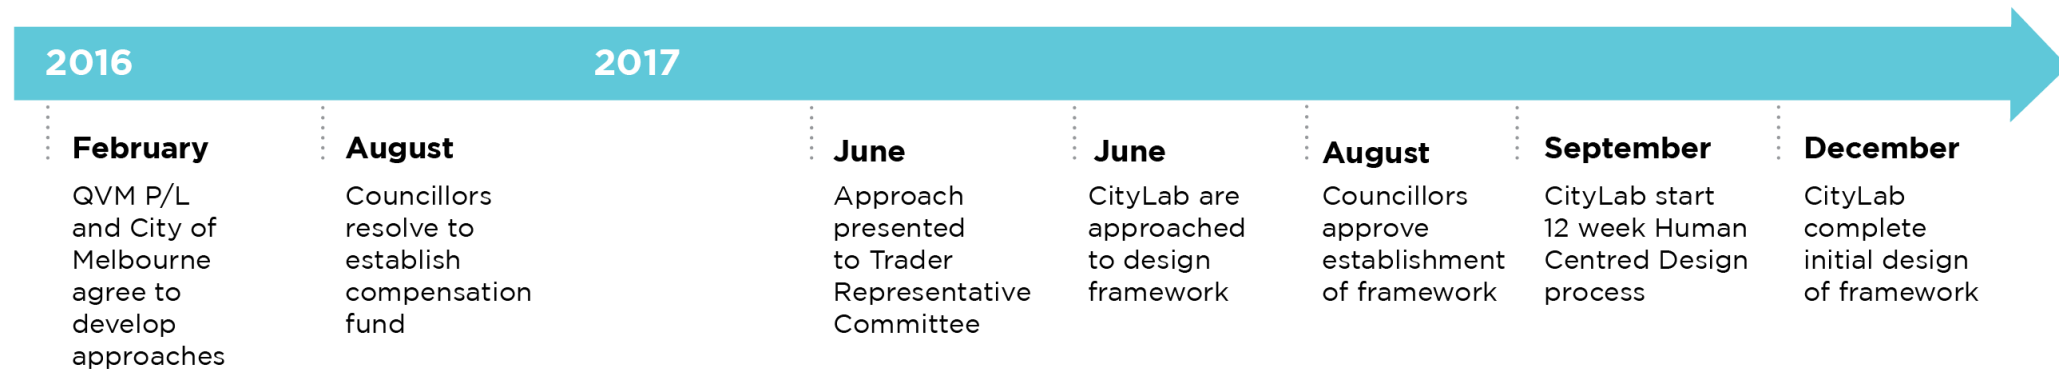 2016
2017
February
QVM P/L
and City of
Melbourne
agree to
develop
approaches
August
Councillors
resolve to
establish
compensation
fund
June
Approach
presented
to Trader
Representative
Committee
June
CityLab are
approached
to design
framework
August
Councillors
approve
establishment
of framework
September
CityLab start
12 week Human
Centred Design
process
December
CityLab
complete
initial design
of framework